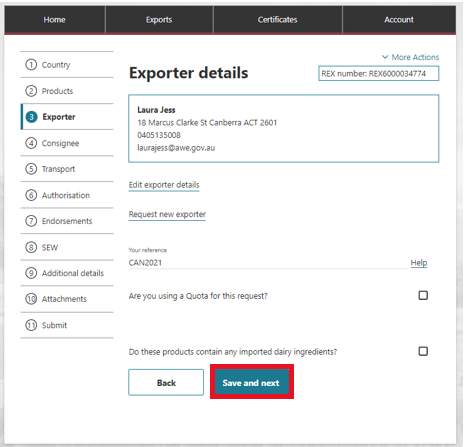 Home Exports Certificates Account
More Actions
Exporter details
REX number: REX6000034774
1 Country
2 Products
3 Exporter
4 Consignee
5 Transport
6 Authorisation
7 Endorsements
8 SEW
9 Additional details
10 Attachments
11 Submit
Laura Jess
18 Marcus Clarke St Canberra ACT 2601
0405135008
laurajess@awe.gov.au
Edit exporter details
Request new exporter
Your reference
CAN2021 Help
Are you using a Quota for this request?
Do these products contain any imported dairy ingredients?
Back Save and next